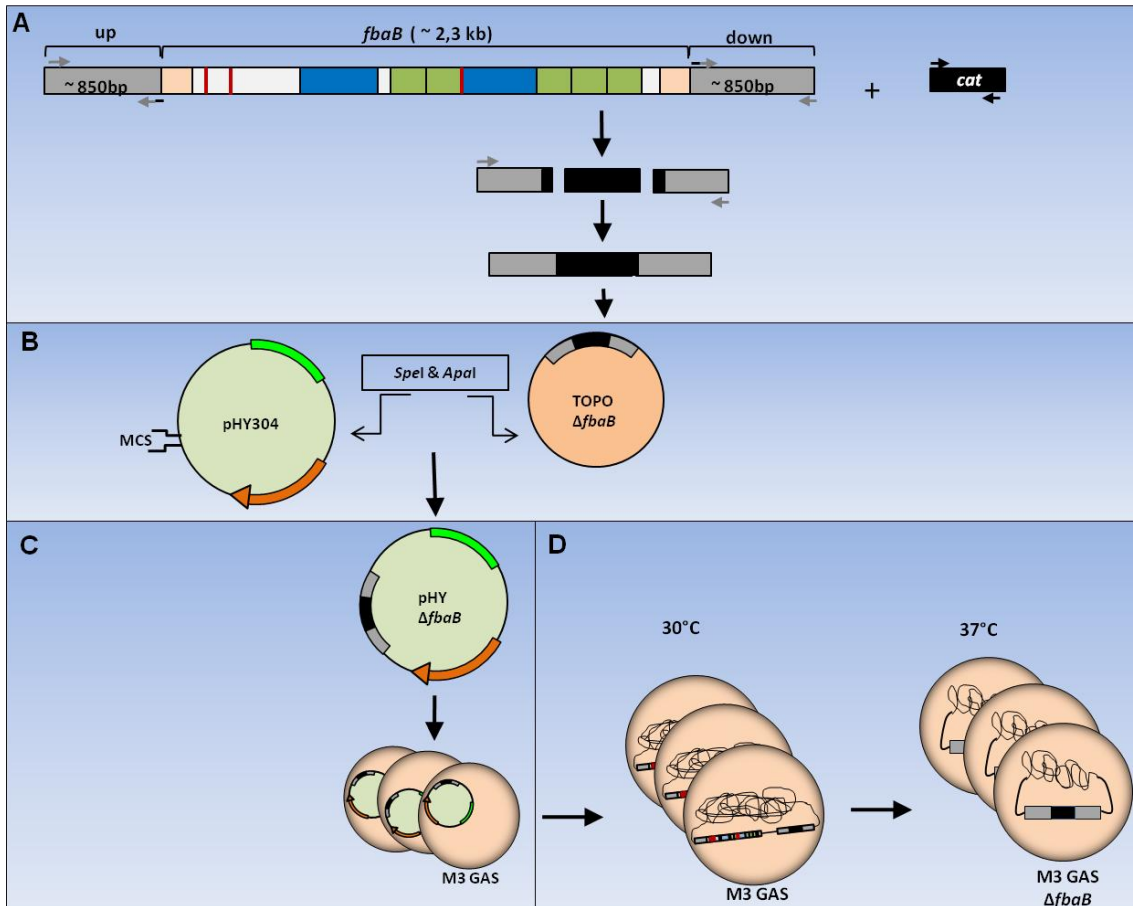 A
up
fbaB ( ~ 2,3 kb)
down
~ 850bp
~ 850bp
+
cat
B
SpeI & ApaI
pHY304
MCS
TOPO
ΔfbaB
C
pHY
ΔfbaB
M3 GAS
D
30°C
37°C
M3 GAS
M3 GAS
ΔfbaB